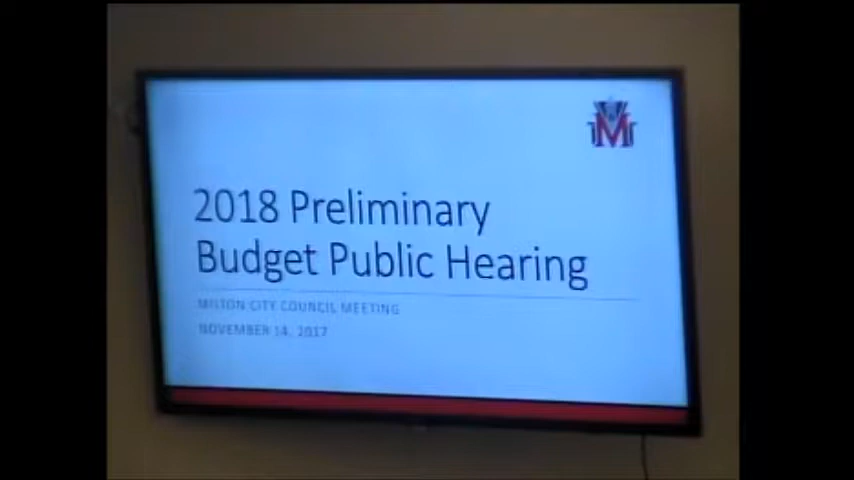 M
2018 Preliminary
Budget Public Hearing
MILTON CITY COUNCIL MEETING
NOVEMBER 14, 2017